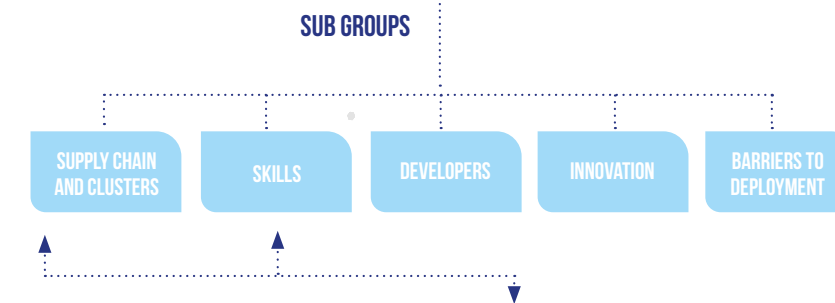 SUB GROUPS
SUPPLY CHAIN
AND CLUSTERS
SKILLS
DEVELOPERS
INNOVATION
BARRIERS TO
DEPLOYMENT